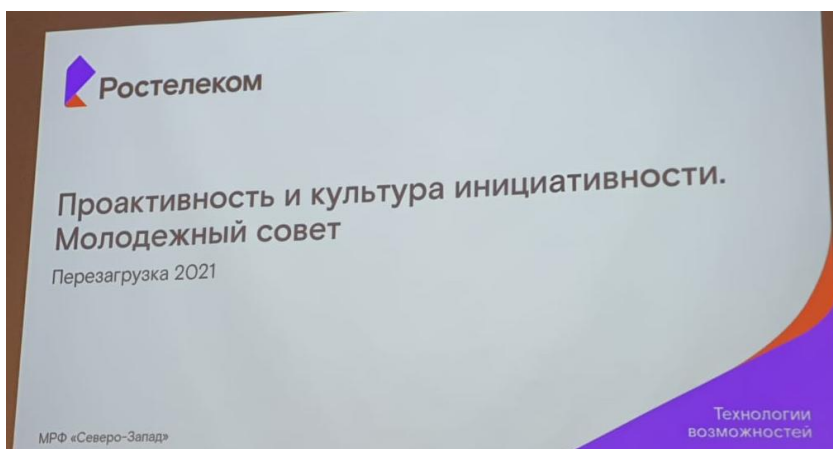 Ростелеком
Проактивность и культура инициативности.
Молодежный совет
Перезагрузка 2021
МРФ «Северо-Запад»
Технологии
возможностей